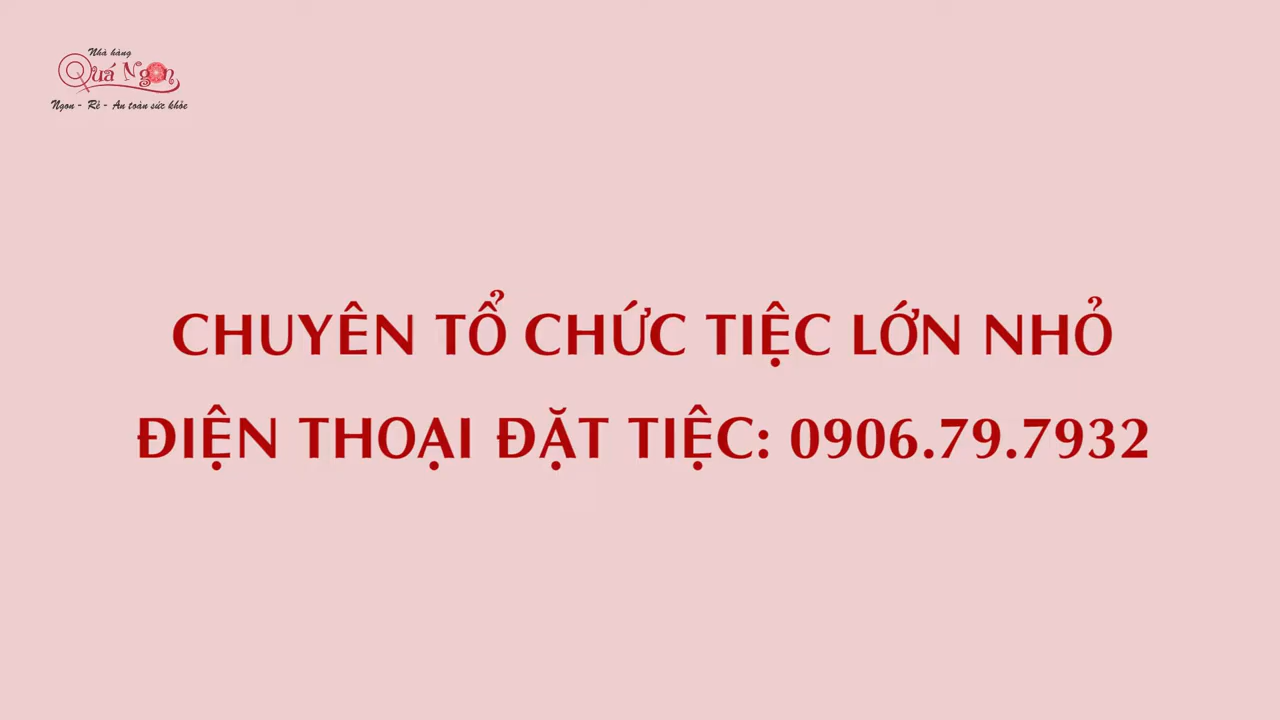 Nhà hàng
Quá Ngon
Ngon - Rẻ - An toàn sức khỏe
CHUYÊN TỔ CHỨC TIỆC LỚN NHỎ
ĐIỆN THOẠI ĐẶT TIỆC: 0906.79.7932